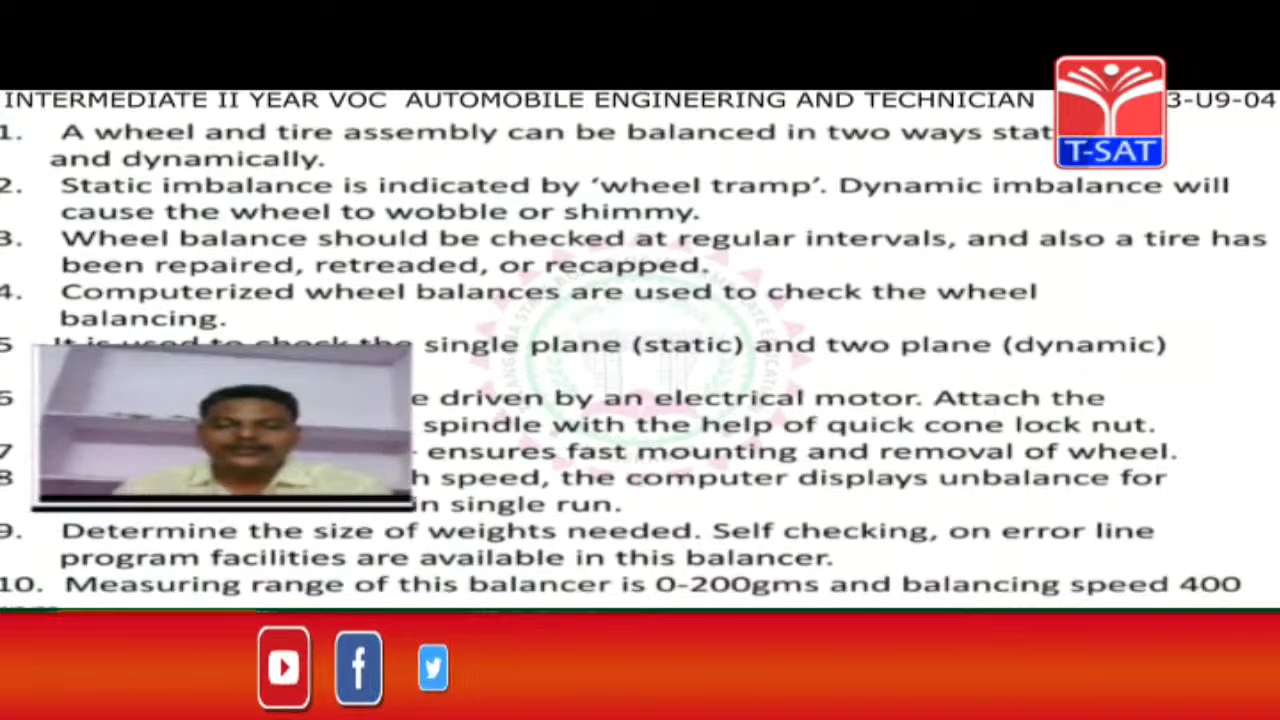 INTERMEDIATE II YEAR VOC AUTOMOBILE ENGINEERING AND TECHNICIAN 3-U9-04
T-SAT
1. A wheel and tire assembly can be balanced in two ways stat
and dynamically.
2. Static imbalance is indicated by ‘wheel tramp’. Dynamic imbalance will
cause the wheel to wobble or shimmy.
3. Wheel balance should be checked at regular intervals, and also a tire has
been repaired, retreaded, or recapped.
4. Computerized wheel balances are used to check the wheel
balancing.
5 It is used to check the single plane (static) and two plane (dynamic)
6 e driven by an electrical motor. Attach the
spindle with the help of quick cone lock nut.
7 ensures fast mounting and removal of wheel.
8 h speed, the computer displays unbalance for
in single run.
9. Determine the size of weights needed. Self checking, on error line
program facilities are available in this balancer.
10. Measuring range of this balancer is 0-200gms and balancing speed 400